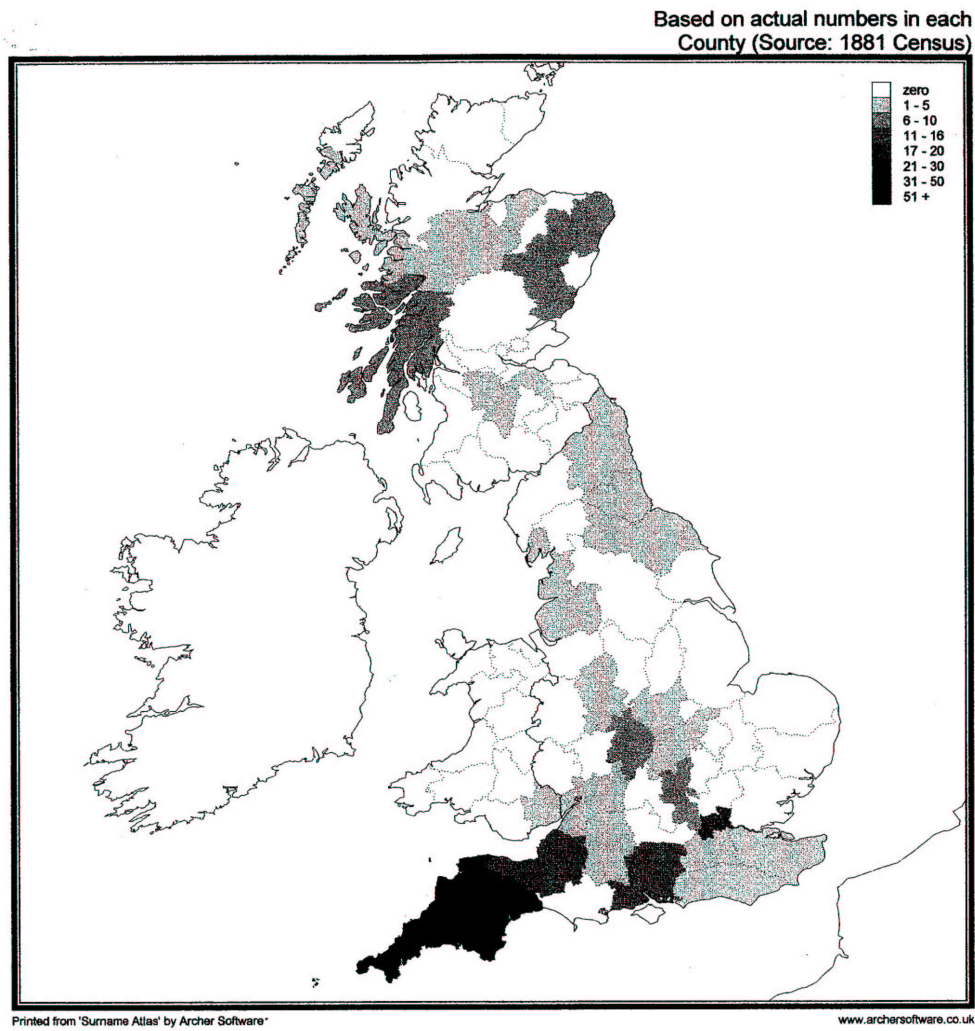 Based on actual numbers in each
County (Source: 1881 Census)
zero
1 - 5
6 - 10
11 - 16
17 - 20
21 - 30
31 - 50
51 +
Printed from 'Surname Atlas' by Archer Software
www.archersoftware.co.uk